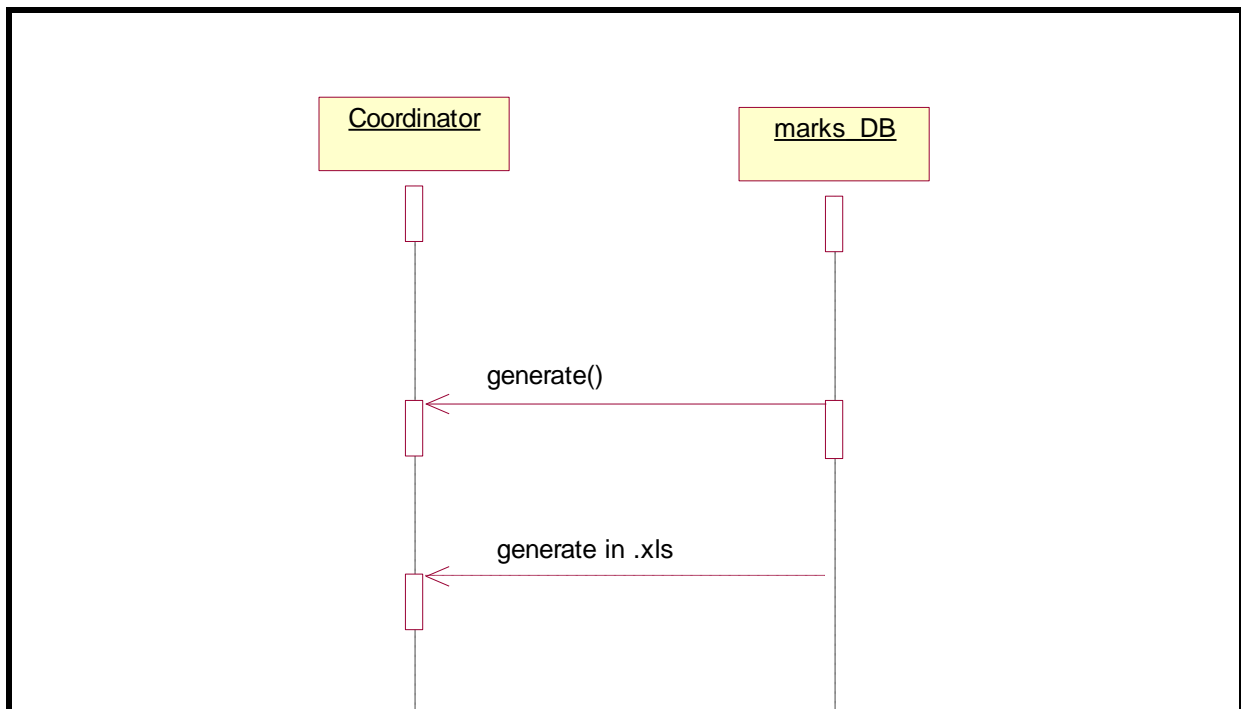 Coordinator
marks_DB
generate()
generate in .xls